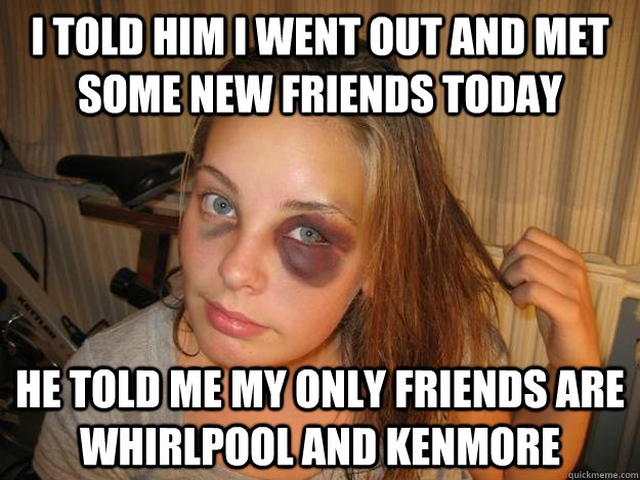 I TOLD HIM I WENT OUT AND MET
SOME NEW FRIENDS TODAY
KETTLER
HE TOLD ME MY ONLY FRIENDS ARE
WHIRLPOOL AND KENMORE
quickmeme.com